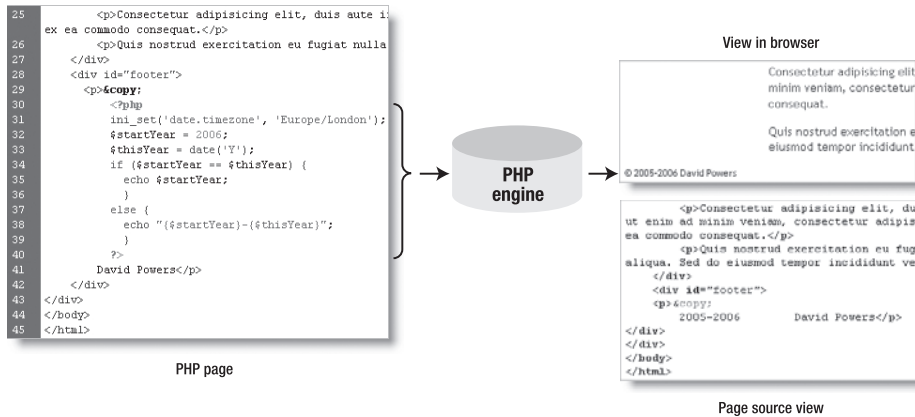 25 <p>Consectetur adipisicing elit, duis aute i
ex ea commodo consequat.</p>
26 <p>Quis nostrud exercitation eu fugiat nulla
27 </div>
28 <div id="footer">
29 <p>&copy;
30 <?php
31 ini_set('date.timezone', 'Europe/London');
32 $startYear = 2006;
33 $thisYear = date('Y');
34 if ($startYear == $thisYear) {
35 echo $startYear;
36 }
37 else {
38 echo "{$startYear}-{$thisYear}";
39 }
40 ?>
41 David Powers</p>
42 </div>
43 </div>
44 </body>
45 </html>
PHP page
PHP
engine
View in browser
Consectetur adipisicing elit
minim veniam, consectetur
consequat.
Quis nostrud exercitation e
eiusmod tempor incididunt
© 2005-2006 David Powers
<p>Consectetur adipisicing elit, du
ut enim ad minim veniam, consectetur adipis
ea commodo consequat.</p>
<p>Quis nostrud exercitation eu fug
aliqua. Sed do eiusmod tempor incididunt ve
</div>
<div id="footer">
<p>&copy;
2005-2006 David Powers</p>
</div>
</div>
</body>
</html>
Page source view